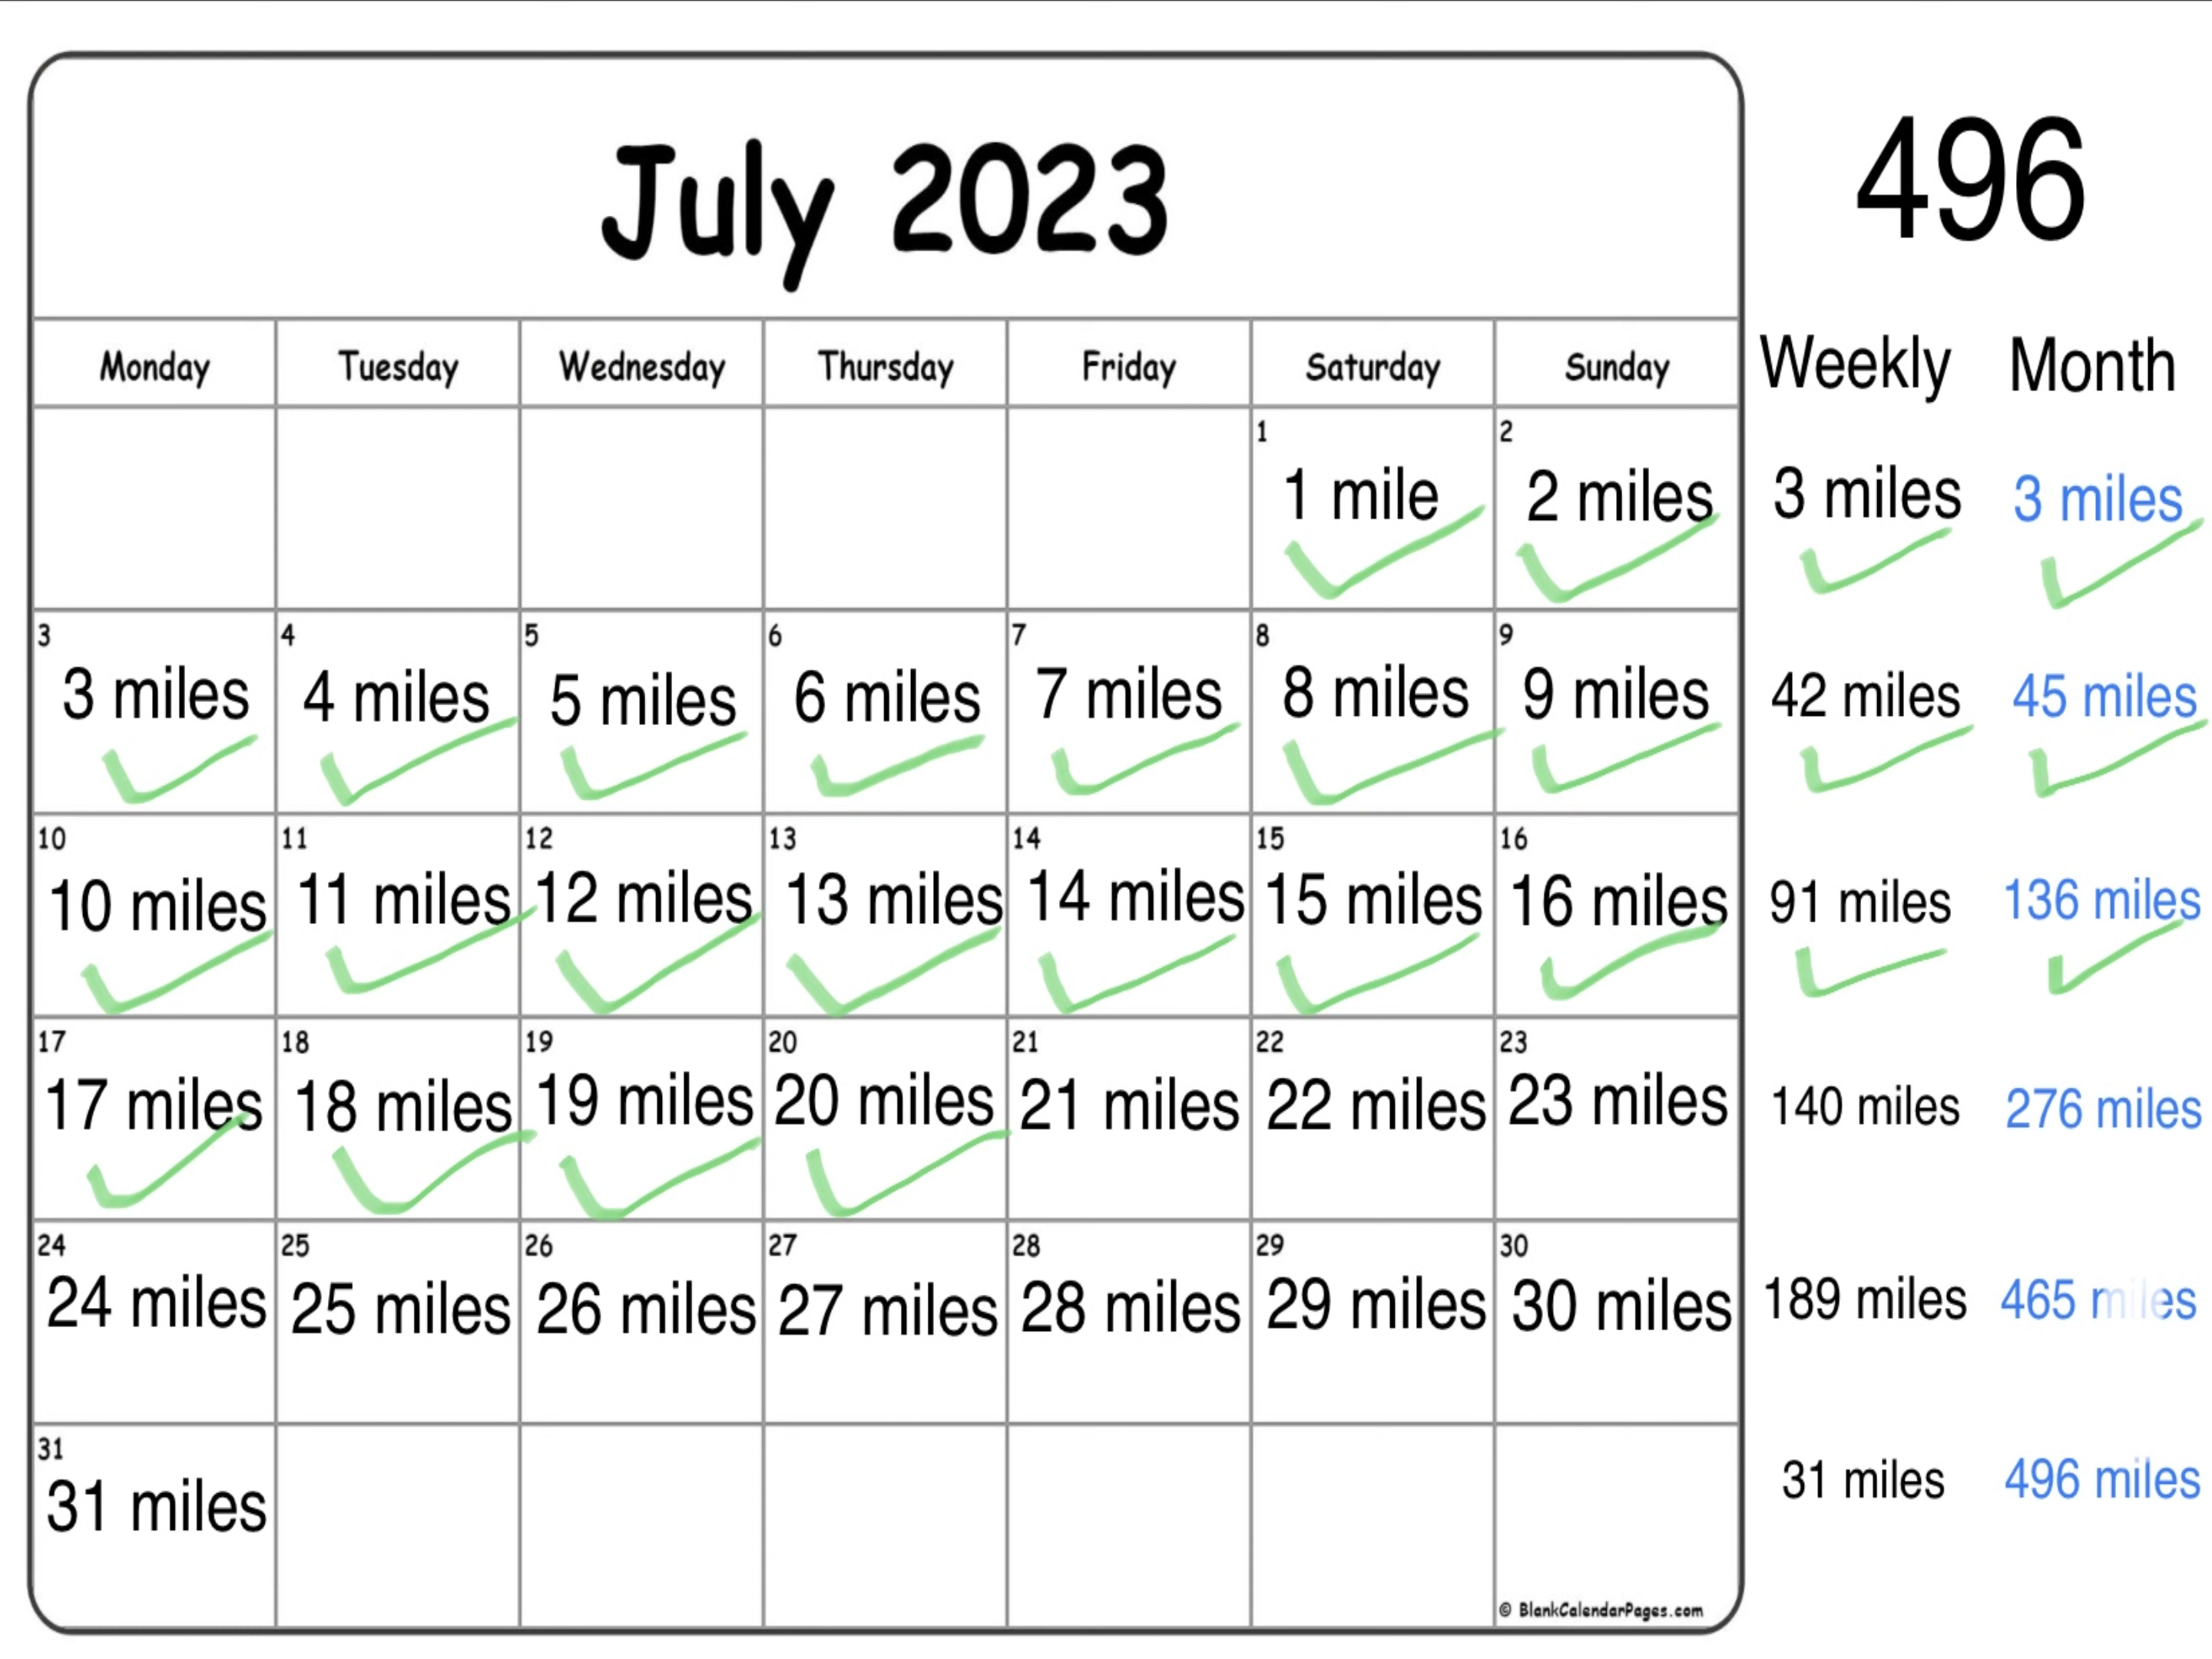 July 2023
496
Monday Tuesday Wednesday Thursday Friday Saturday Sunday Weekly Month
1 2
1 mile 2 miles 3 miles 3 miles
3 4 5 6 7 8 9
3 miles 4 miles 5 miles 6 miles 7 miles 8 miles 9 miles 42 miles 45 miles
10 11 12 13 14 15 16
10 miles 11 miles 12 miles 13 miles 14 miles 15 miles 16 miles 91 miles 136 miles
17 18 19 20 21 22 23
17 miles 18 miles 19 miles 20 miles 21 miles 22 miles 23 miles 140 miles 276 miles
24 25 26 27 28 29 30
24 miles 25 miles 26 miles 27 miles 28 miles 29 miles 30 miles 189 miles 465 miles
31
31 miles 31 miles 496 miles
© BlankCalendarPages.com